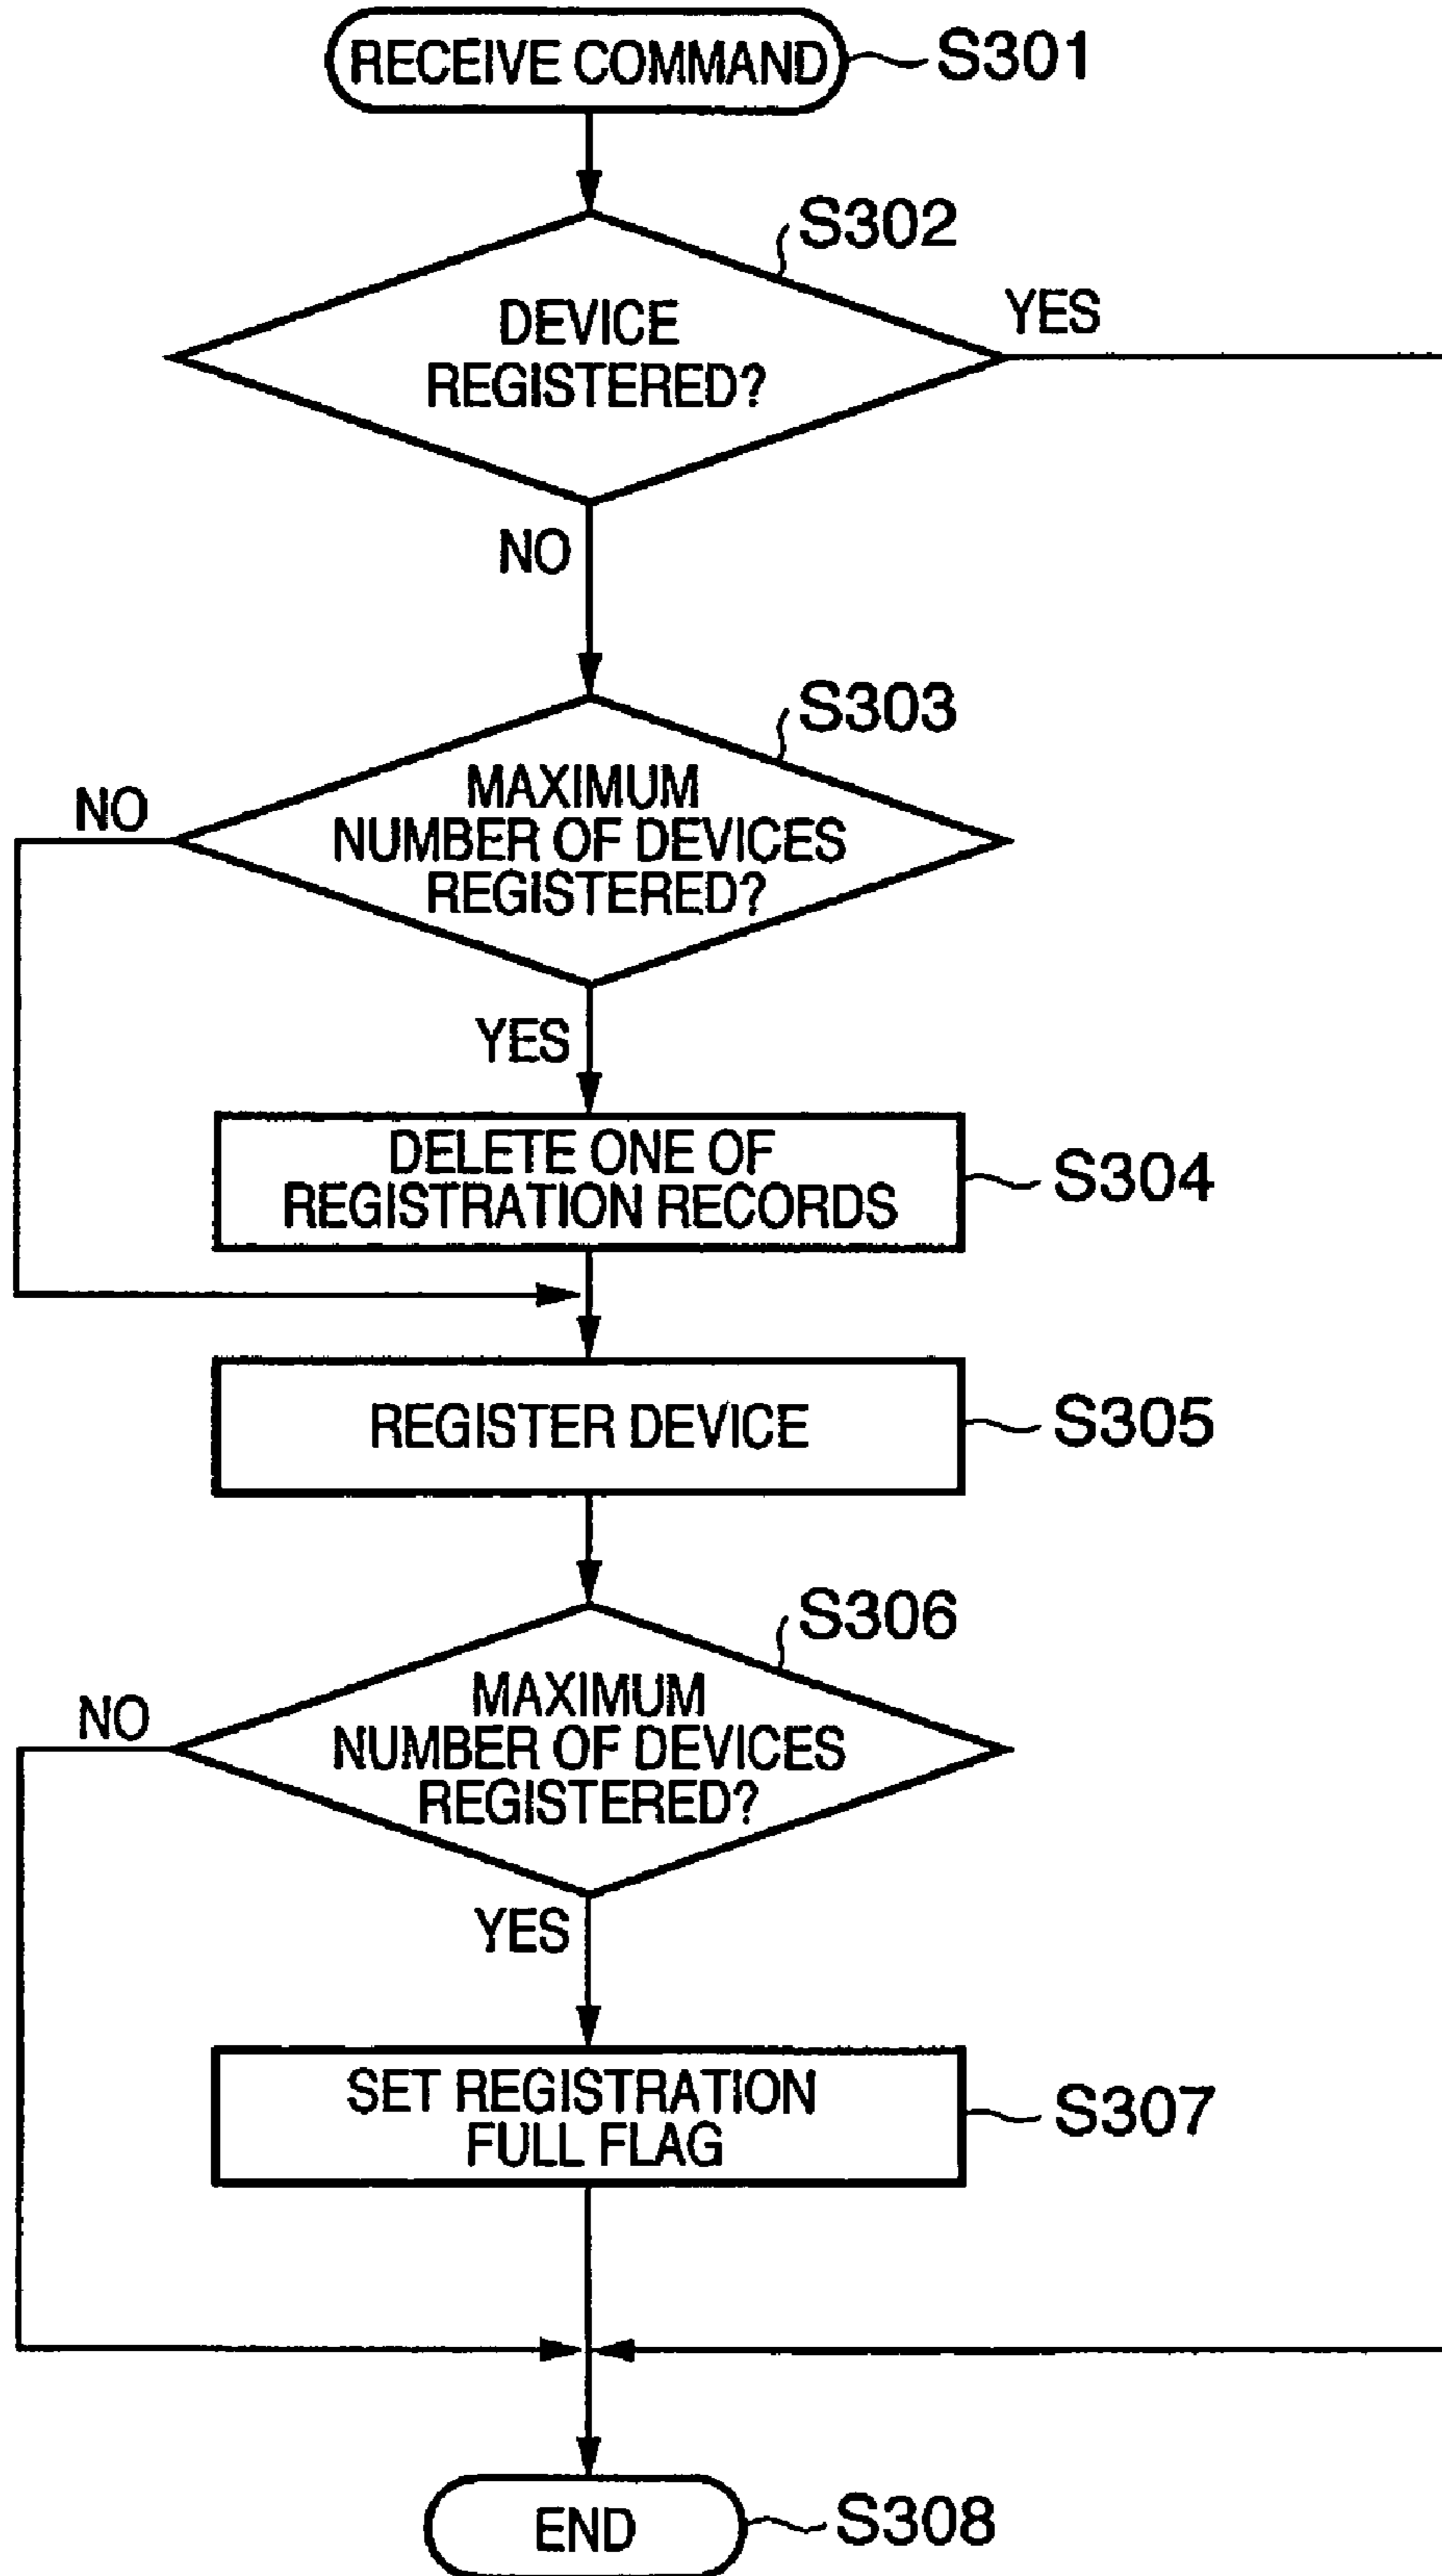 RECEIVE COMMAND
S301
S302
DEVICE
REGISTERED?
YES
NO
S303
MAXIMUM
NUMBER OF DEVICES
REGISTERED?
NO
YES
DELETE ONE OF
REGISTRATION RECORDS
S304
REGISTER DEVICE
S305
S306
MAXIMUM
NUMBER OF DEVICES
REGISTERED?
NO
YES
SET REGISTRATION
FULL FLAG
S307
END
S308